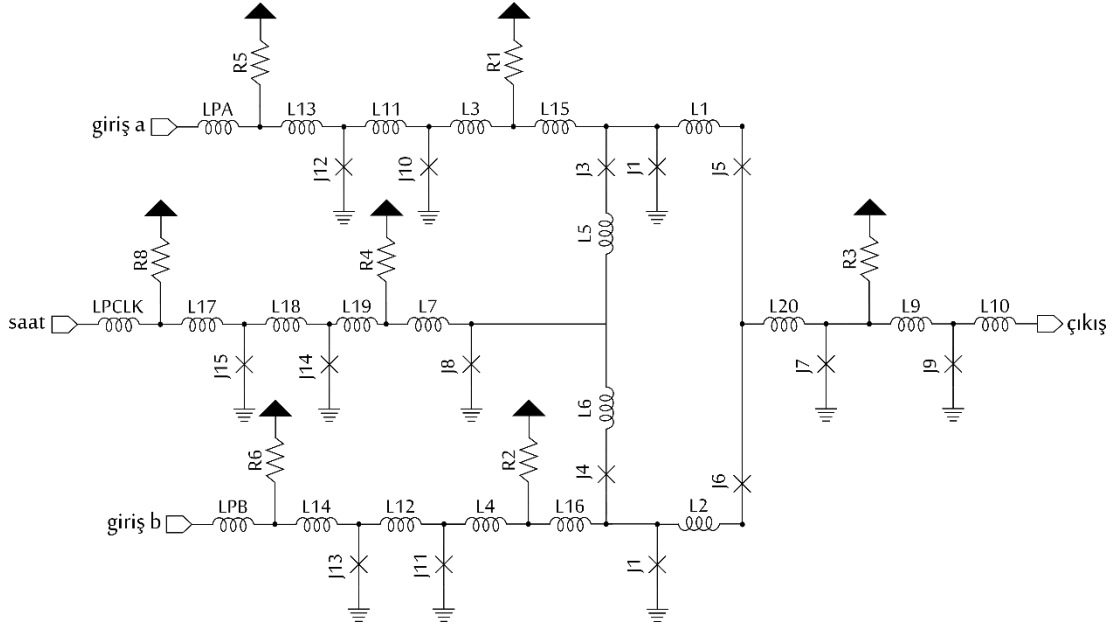 R5
R1
LPA
L13
L11
L3
L15
L1
giriş a
J12
J10
J3
J1
J5
L5
R8
R4
R3
LPCLK
L17
L18
L19
L7
L20
L9
L10
saat
çıkış
J15
J14
J8
J7
J9
L6
R6
R2
J4
J6
LPB
L14
L12
L4
L16
L2
giriş b
J13
J11
J1